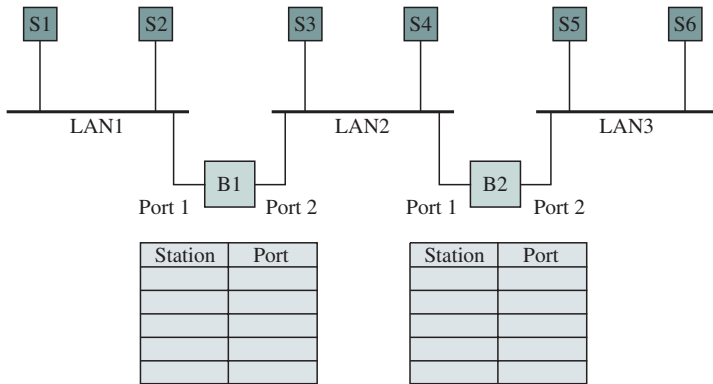 S1 S2 S3 S4 S5 S6
LAN1 LAN2 LAN3
B1 B2
Port 1 Port 2 Port 1 Port 2
Station Port Station Port